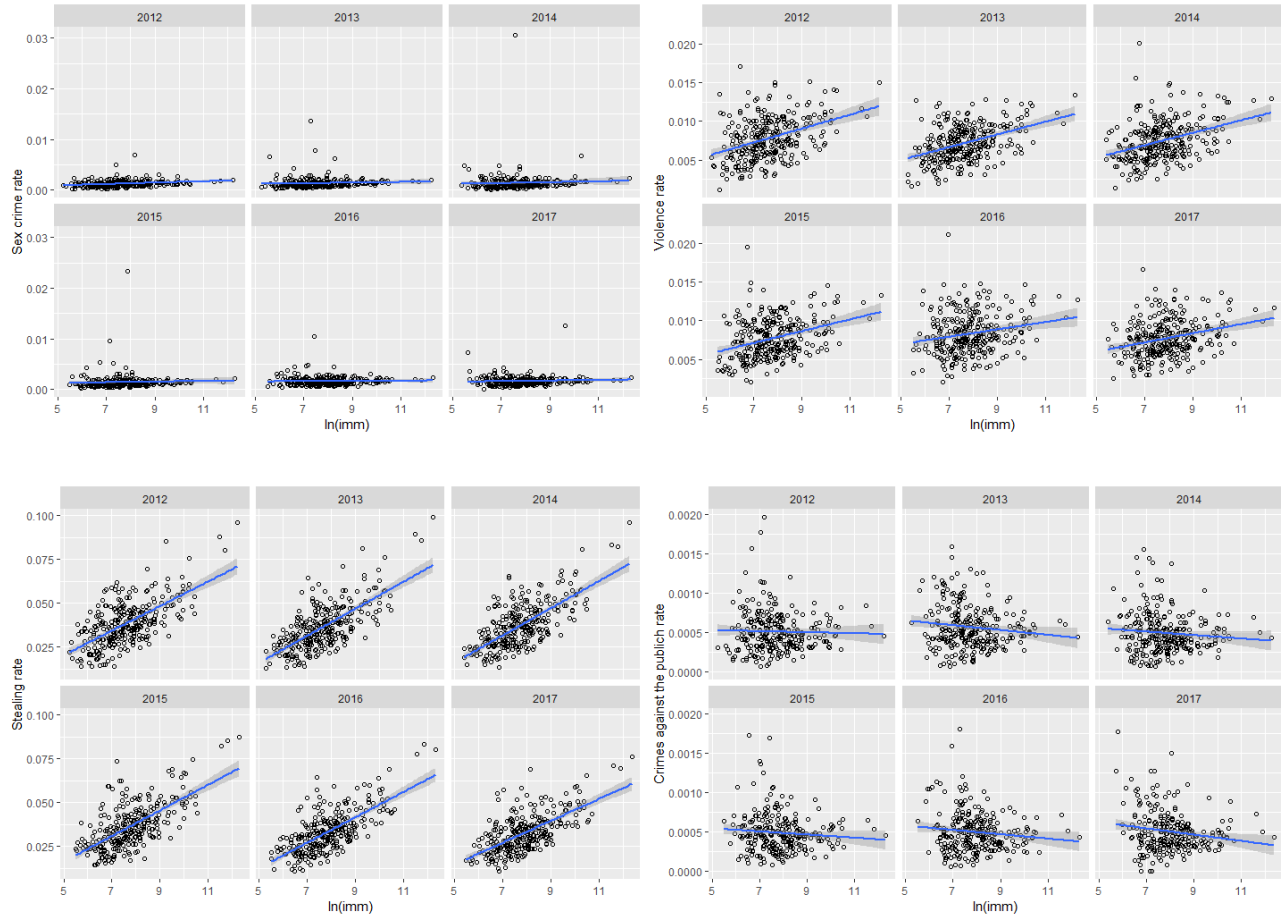 2012 2013 2014
0.03
0.02
0.01
0.00
2015 2016 2017
0.03
0.02
0.01
0.00
5 7 9 11 5 7 9 11 5 7 9 11
ln(imm)
Sex crime rate
2012 2013 2014
0.020
0.015
0.010
0.005
2015 2016 2017
0.020
0.015
0.010
0.005
5 7 9 11 5 7 9 11 5 7 9 11
ln(imm)
Violence rate
2012 2013 2014
0.100
0.075
0.050
0.025
2015 2016 2017
0.100
0.075
0.050
0.025
5 7 9 11 5 7 9 11 5 7 9 11
ln(imm)
Stealing rate
2012 2013 2014
0.0020
0.0015
0.0010
0.0005
0.0000
2015 2016 2017
0.0020
0.0015
0.0010
0.0005
0.0000
5 7 9 11 5 7 9 11 5 7 9 11
ln(imm)
Crimes against the publich rate